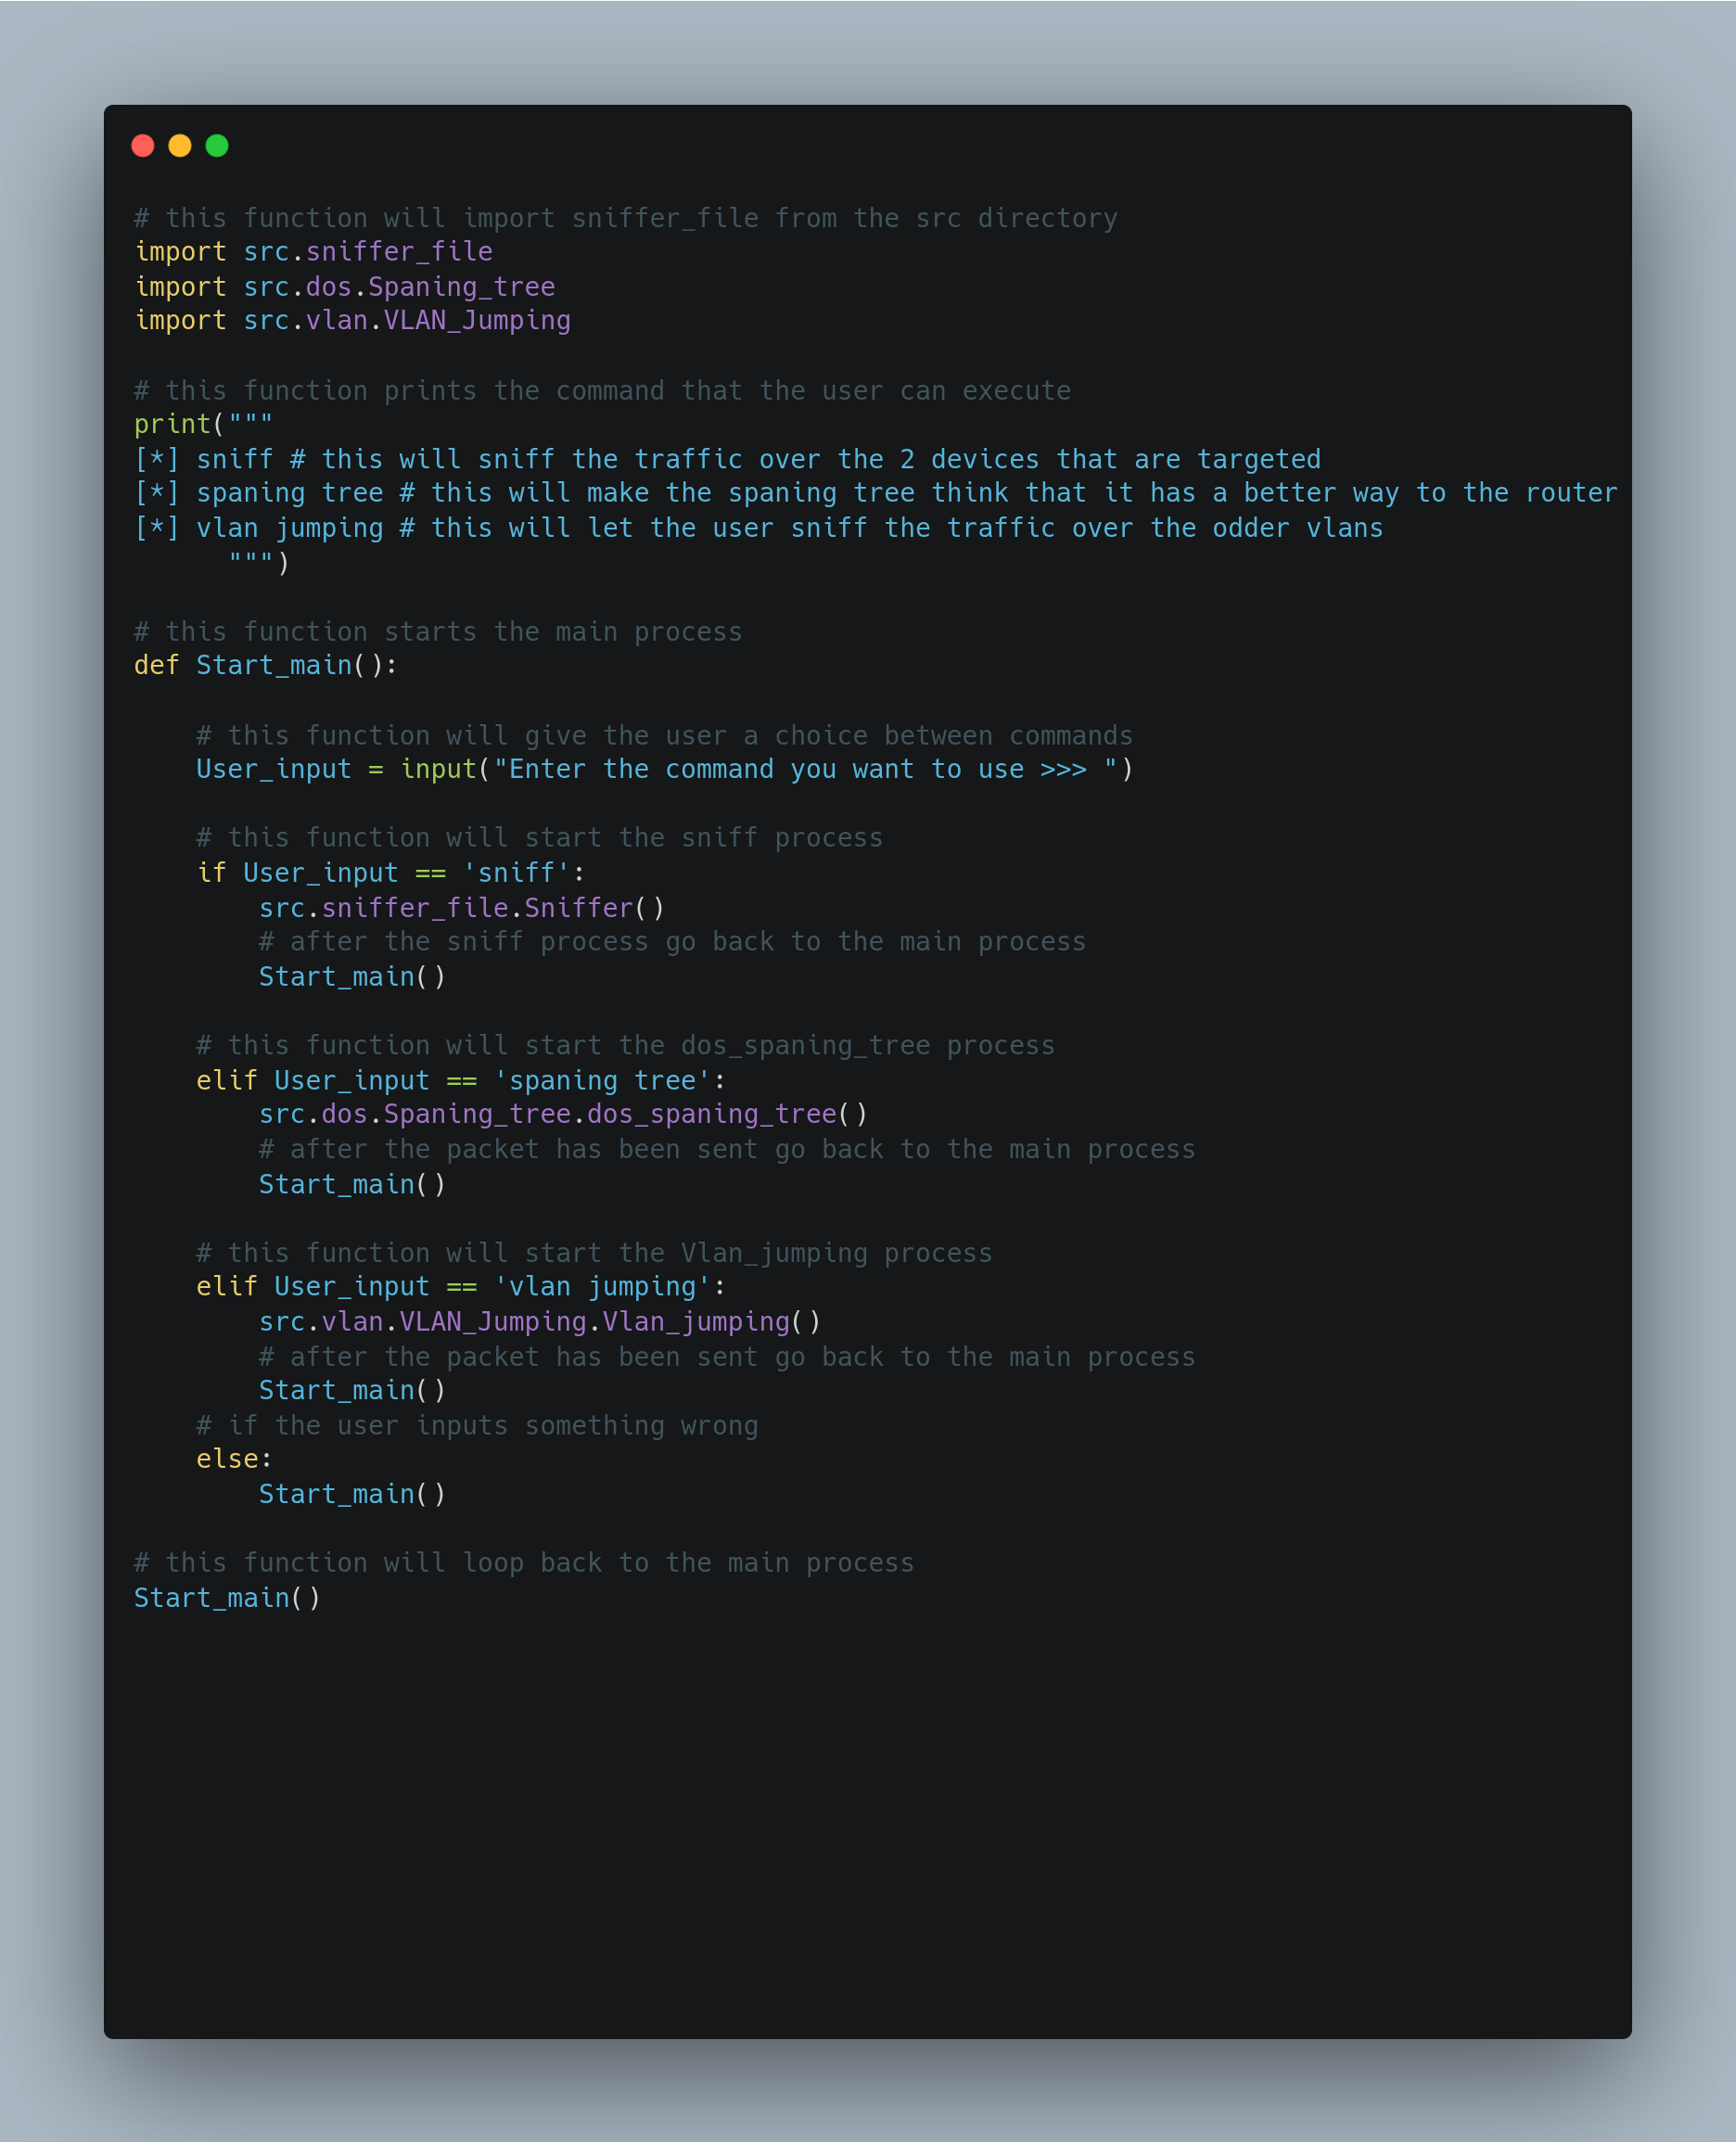 # this function will import sniffer_file from the src directory
import src.sniffer_file
import src.dos.Spaning_tree
import src.vlan.VLAN_Jumping
# this function prints the command that the user can execute
print("""
[*] sniff # this will sniff the traffic over the 2 devices that are targeted
[*] spaning tree # this will make the spaning tree think that it has a better way to the router
[*] vlan jumping # this will let the user sniff the traffic over the odder vlans
      """)
# this function starts the main process
def Start_main():
    # this function will give the user a choice between commands
    User_input = input("Enter the command you want to use >>> ")
    # this function will start the sniff process
    if User_input == 'sniff':
        src.sniffer_file.Sniffer()
        # after the sniff process go back to the main process
        Start_main()
    # this function will start the dos_spaning_tree process
    elif User_input == 'spaning tree':
        src.dos.Spaning_tree.dos_spaning_tree()
        # after the packet has been sent go back to the main process
        Start_main()
    # this function will start the Vlan_jumping process
    elif User_input == 'vlan jumping':
        src.vlan.VLAN_Jumping.Vlan_jumping()
        # after the packet has been sent go back to the main process
        Start_main()
    # if the user inputs something wrong
    else:
        Start_main()
# this function will loop back to the main process
Start_main()